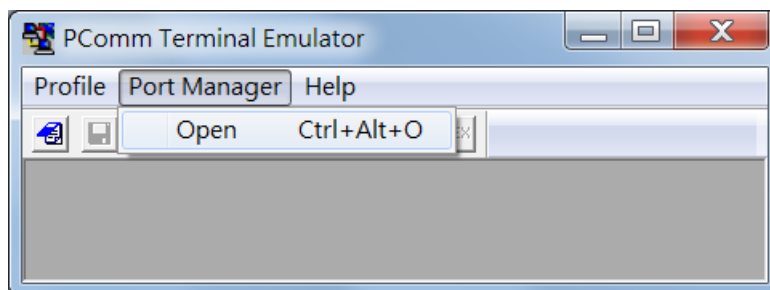 PComm Terminal Emulator
Profile Port Manager Help
Open Ctrl+Alt+O